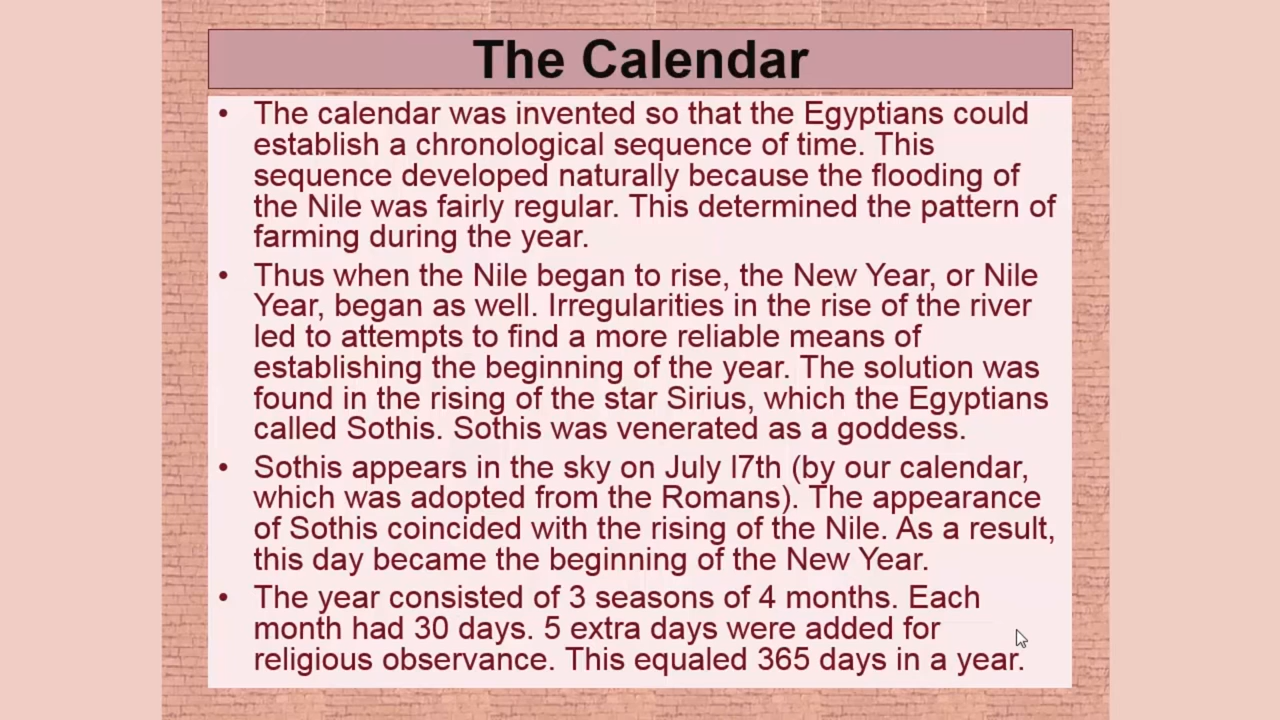 The Calendar
• The calendar was invented so that the Egyptians could
establish a chronological sequence of time. This
sequence developed naturally because the flooding of
the Nile was fairly regular. This determined the pattern of
farming during the year.
• Thus when the Nile began to rise, the New Year, or Nile
Year, began as well. Irregularities in the rise of the river
led to attempts to find a more reliable means of
establishing the beginning of the year. The solution was
found in the rising of the star Sirius, which the Egyptians
called Sothis. Sothis was venerated as a goddess.
• Sothis appears in the sky on July l7th (by our calendar,
which was adopted from the Romans). The appearance
of Sothis coincided with the rising of the Nile. As a result,
this day became the beginning of the New Year.
• The year consisted of 3 seasons of 4 months. Each
month had 30 days. 5 extra days were added for
religious observance. This equaled 365 days in a year.